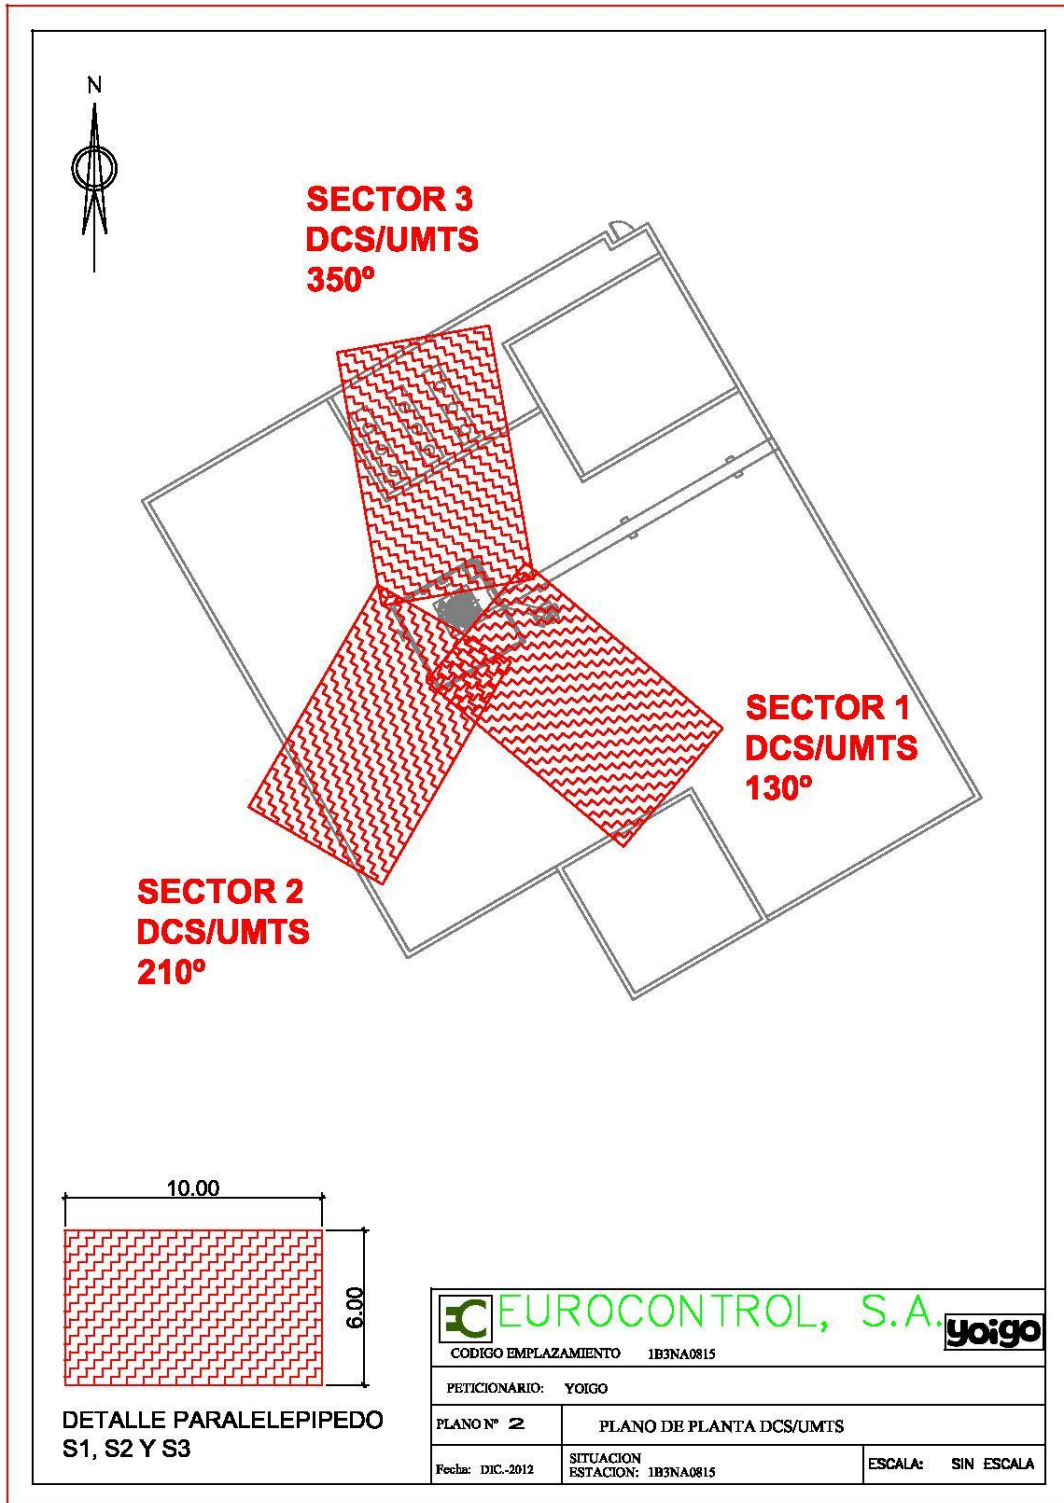 N
SECTOR 3
DCS/UMTS
350º
SECTOR 1
DCS/UMTS
130º
SECTOR 2
DCS/UMTS
210º
10.00
6.00
DETALLE PARALELEPIPEDO
S1, S2 Y S3
EUROCONTROL, S.A.
yoigo
CODIGO EMPLAZAMIENTO 1B3NA0815
PETICIONARIO: YOIGO
PLANO Nº 2
PLANO DE PLANTA DCS/UMTS
Fecha: DIC.-2012
SITUACION
ESTACION: 1B3NA0815
ESCALA: SIN ESCALA